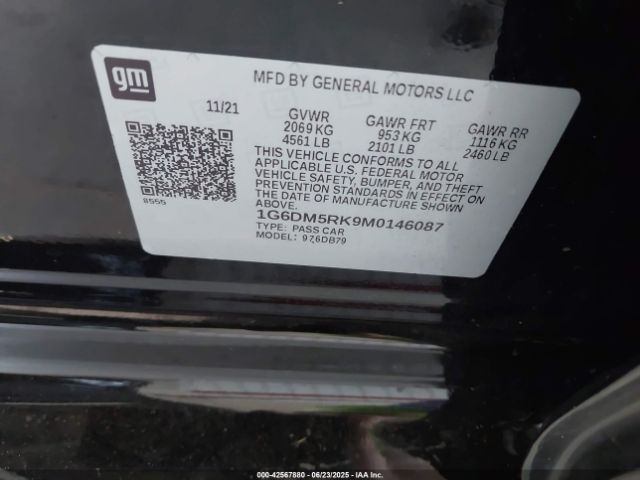 gm
MFD BY GENERAL MOTORS LLC
11/21 GVWR GAWR FRT GAWR RR
2069 KG 953 KG 1116 KG
4561 LB 2101 LB 2460 LB
THIS VEHICLE CONFORMS TO ALL
APPLICABLE U.S. FEDERAL MOTOR
VEHICLE SAFETY, BUMPER, AND THEFT
PREVENTION STANDARDS IN EFFECT ON
THE DATE OF MANUFACTURE SHOWN
ABOVE.
8555
1G6DM5RK9M0146087
TYPE: PASS CAR
MODEL: 9?6DB79
000-42567880 - 06/23/2025 - IAA Inc.